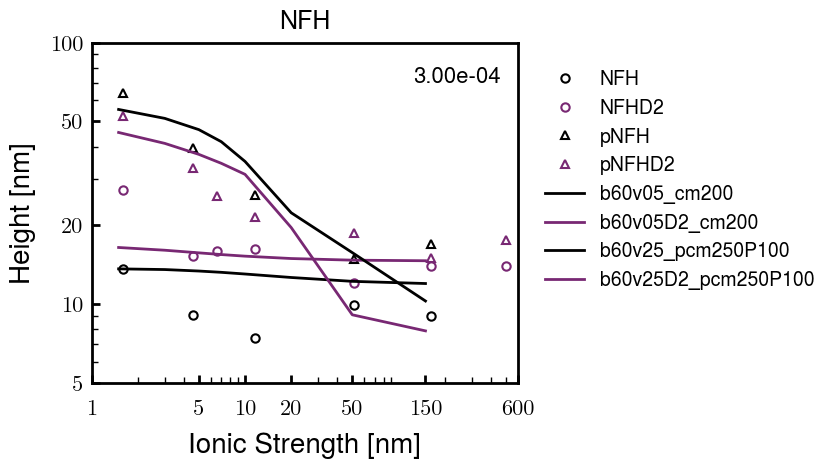 NFH
100
50
20
10
5
Height [nm]
3.00e-04
1
5
10
20
50
150
600
Ionic Strength [nm]
NFH
NFHD2
pNFH
pNFHD2
b60v05_cm200
b60v05D2_cm200
b60v25_pcm250P100
b60v25D2_pcm250P100